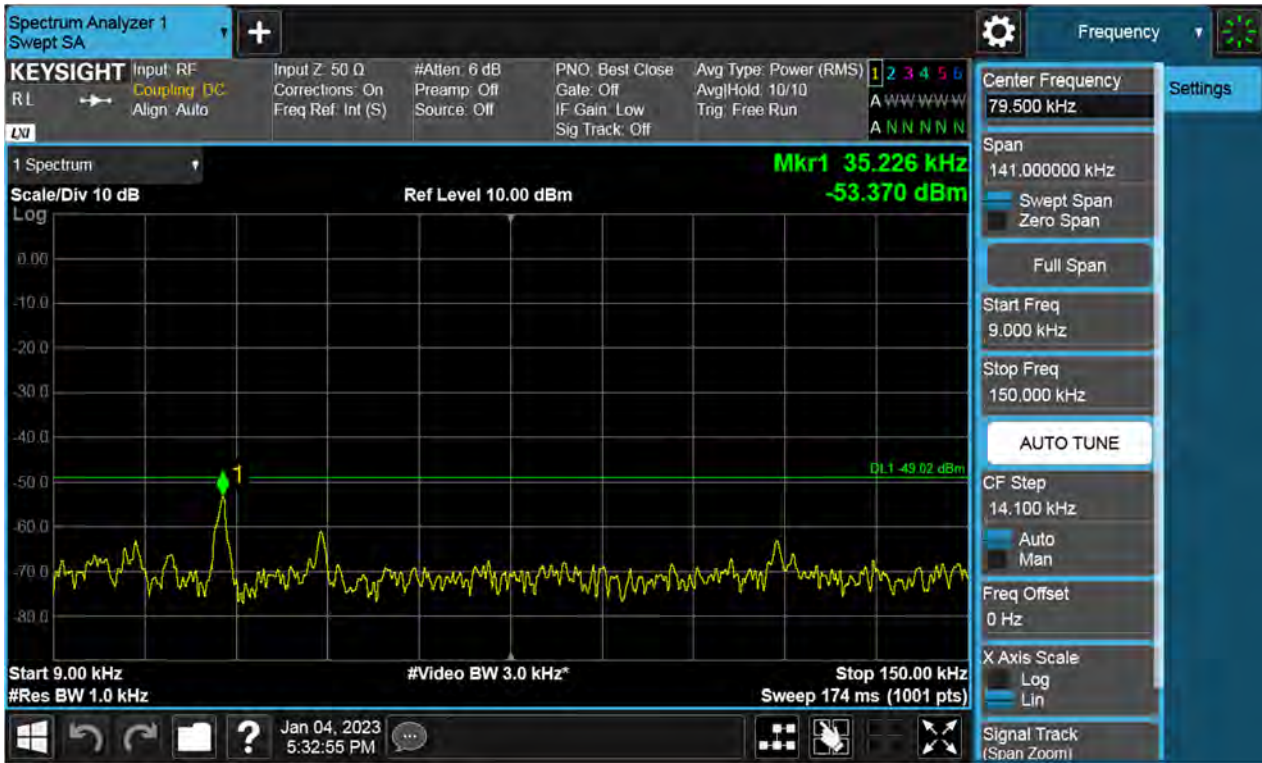 Spectrum Analyzer 1
Swept SA
Frequency
KEYSIGHT
RL
LXI
Input: RF
Coupling: DC
Align: Auto
Input Z: 50 Ω
Corrections: On
Freq Ref: Int (S)
#Atten: 6 dB
Preamp: Off
Source: Off
PNO: Best Close
Gate: Off
IF Gain: Low
Sig Track: Off
Avg Type: Power (RMS)
Avg|Hold: 10/10
Trig: Free Run
1 2 3 4 5 6
A W W W W W
A N N N N N
1 Spectrum
Scale/Div 10 dB
Ref Level 10.00 dBm
Mkr1 35.226 kHz
-53.370 dBm
Log
0.00
-10.0
-20.0
-30.0
-40.0
-50.0
-60.0
-70.0
-80.0
1
DL1 -49.02 dBm
Start 9.00 kHz
#Video BW 3.0 kHz*
Stop 150.00 kHz
#Res BW 1.0 kHz
Sweep 174 ms (1001 pts)
Jan 04, 2023
5:32:55 PM
Center Frequency
79.500 kHz
Settings
Span
141.000000 kHz
Swept Span
Zero Span
Full Span
Start Freq
9.000 kHz
Stop Freq
150.000 kHz
AUTO TUNE
CF Step
14.100 kHz
Auto
Man
Freq Offset
0 Hz
X Axis Scale
Log
Lin
Signal Track
(Span Zoom)